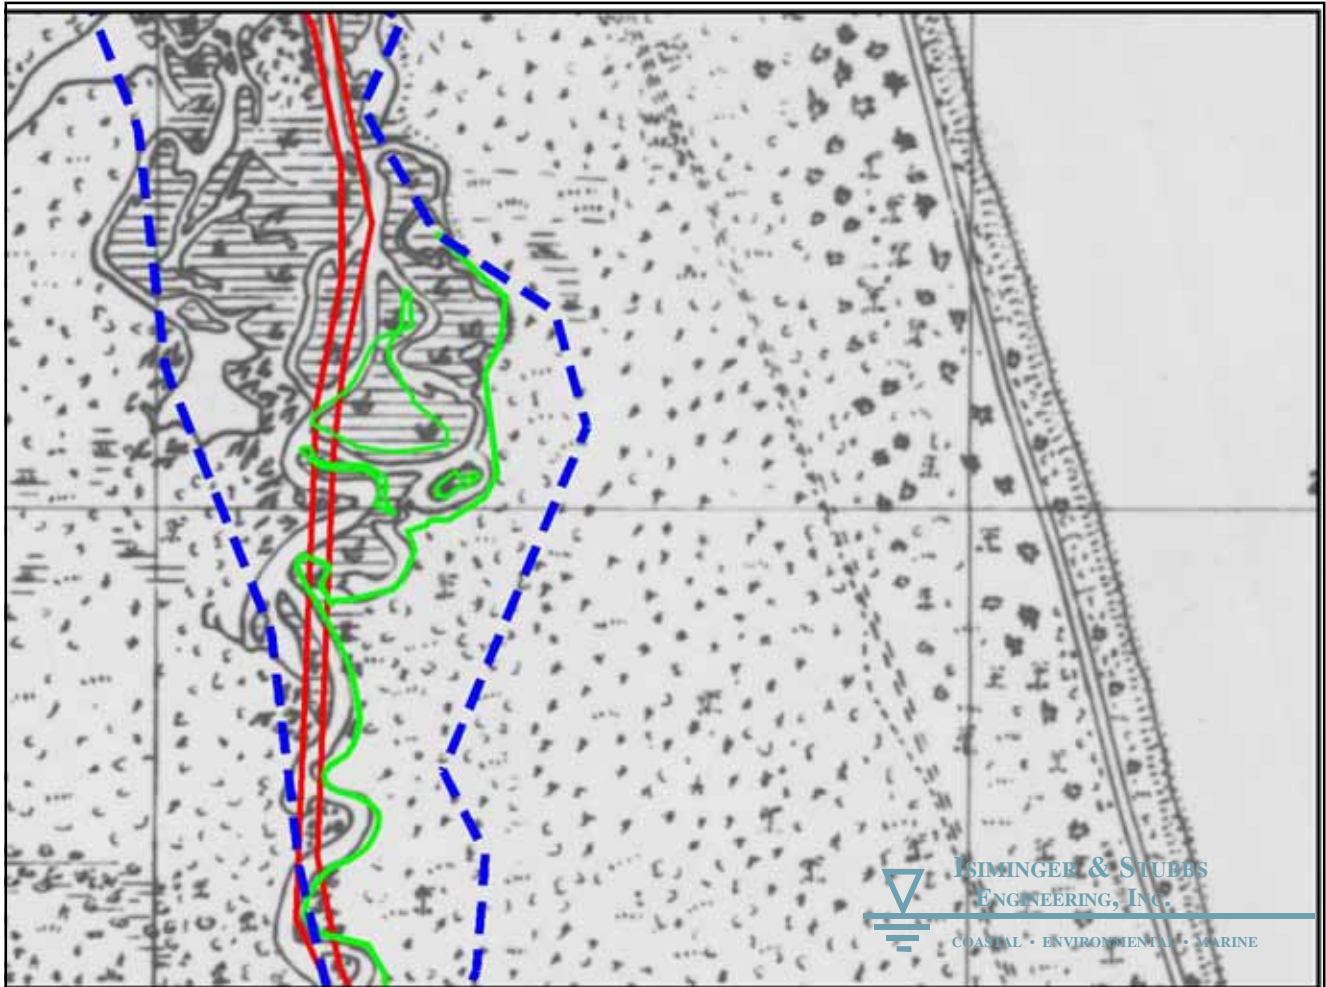 ISIMINGER & STUBBS
ENGINEERING, INC.
COASTAL • ENVIRONMENTAL • MARINE